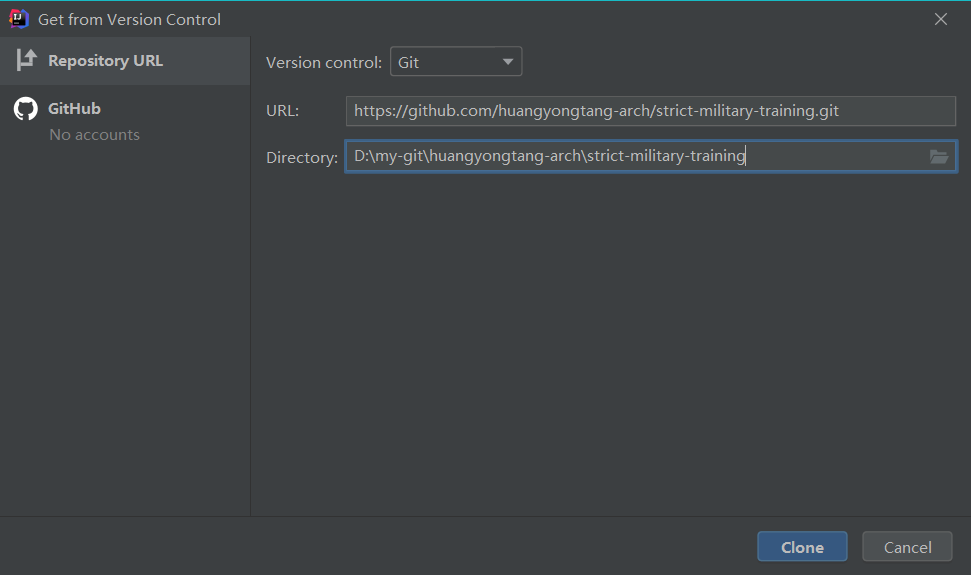 Get from Version Control
Repository URL
GitHub
No accounts
Version control: Git
URL: https://github.com/huangyongtang-arch/strict-military-training.git
Directory: D:\my-git\huangyongtang-arch\strict-military-training
Clone Cancel